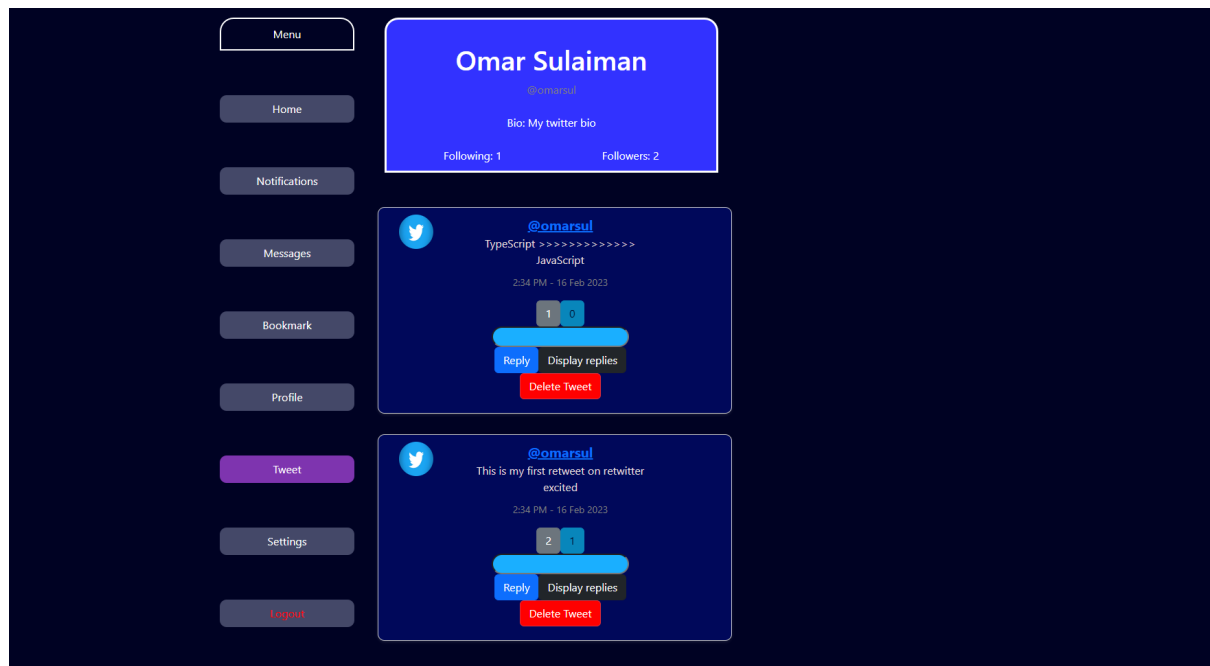 Menu
Home
Notifications
Messages
Bookmark
Profile
Tweet
Settings
Logout
Omar Sulaiman
@omarsul
Bio: My twitter bio
Following: 1
Followers: 2
@omarsul
TypeScript >>>>>>>>>>>>>
JavaScript
2:34 PM - 16 Feb 2023
1 0
Reply Display replies
Delete Tweet
@omarsul
This is my first retweet on retwitter
excited
2:34 PM - 16 Feb 2023
2 1
Reply Display replies
Delete Tweet